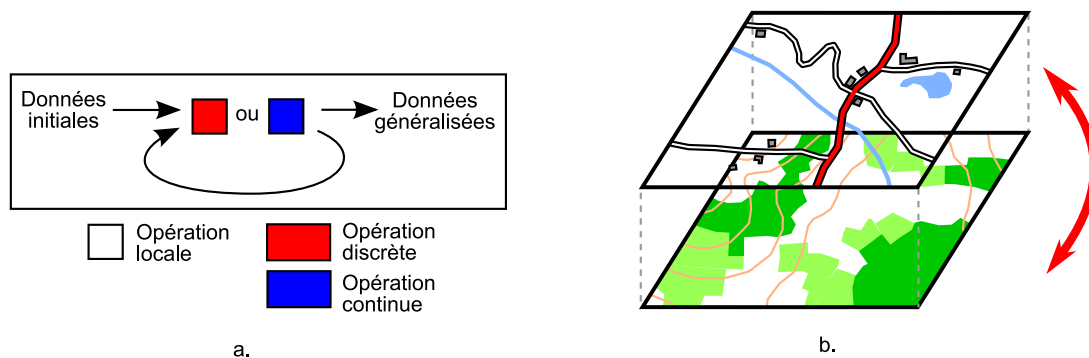 Données
initiales
ou
Données
généralisées
Opération
locale
Opération
discrète
Opération
continue
a.
b.